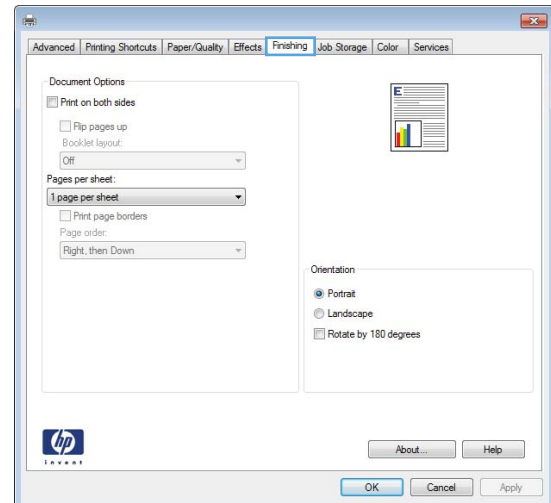 Advanced Printing Shortcuts Paper/Quality Effects Finishing Job Storage Color Services
Document Options
Print on both sides
Flip pages up
Booklet layout:
Off
Pages per sheet:
1 page per sheet
Print page borders
Page order:
Right, then Down
E
Orientation
Portrait
Landscape
Rotate by 180 degrees
hp
invent
About... Help
OK Cancel Apply